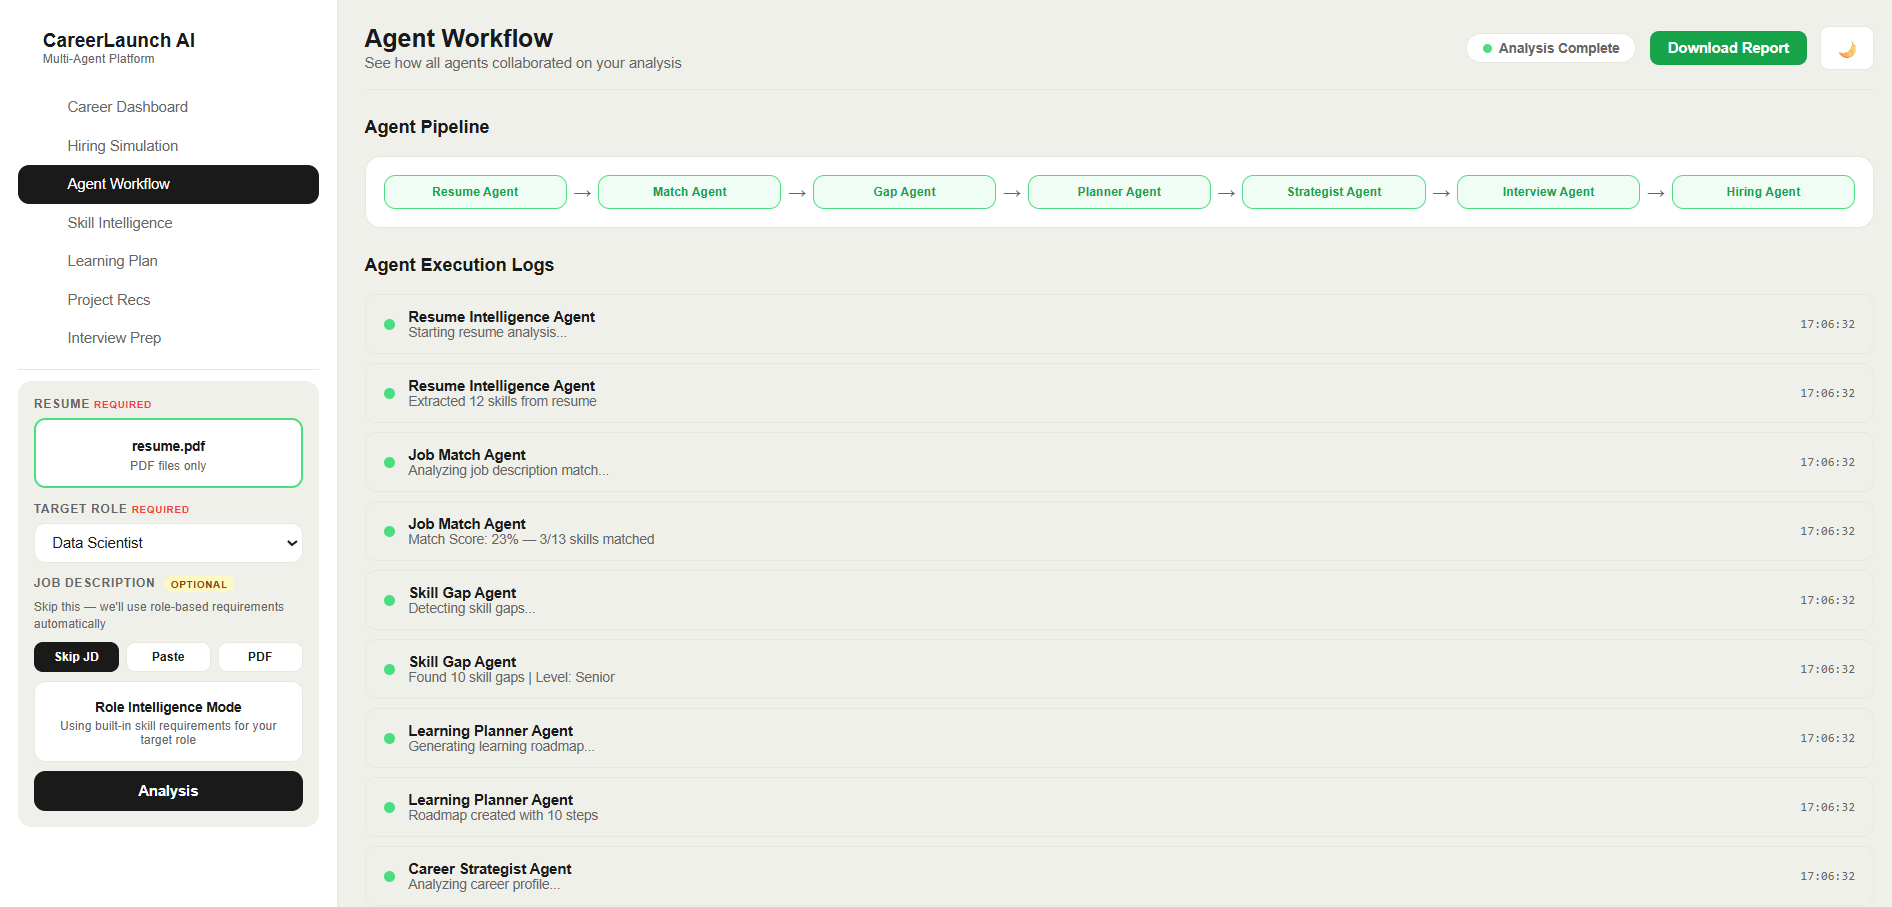 CareerLaunch AI
Multi-Agent Platform
Career Dashboard
Hiring Simulation
Agent Workflow
Skill Intelligence
Learning Plan
Project Recs
Interview Prep
RESUME REQUIRED
resume.pdf
PDF files only
TARGET ROLE REQUIRED
Data Scientist
JOB DESCRIPTION OPTIONAL
Skip this — we'll use role-based requirements
automatically
Skip JD Paste PDF
Role Intelligence Mode
Using built-in skill requirements for your
target role
Analysis
Agent Workflow
See how all agents collaborated on your analysis
Analysis Complete
Download Report
Agent Pipeline
Resume Agent → Match Agent → Gap Agent → Planner Agent → Strategist Agent → Interview Agent → Hiring Agent
Agent Execution Logs
Resume Intelligence Agent
Starting resume analysis...
17:06:32
Resume Intelligence Agent
Extracted 12 skills from resume
17:06:32
Job Match Agent
Analyzing job description match...
17:06:32
Job Match Agent
Match Score: 23% — 3/13 skills matched
17:06:32
Skill Gap Agent
Detecting skill gaps...
17:06:32
Skill Gap Agent
Found 10 skill gaps | Level: Senior
17:06:32
Learning Planner Agent
Generating learning roadmap...
17:06:32
Learning Planner Agent
Roadmap created with 10 steps
17:06:32
Career Strategist Agent
Analyzing career profile...
17:06:32